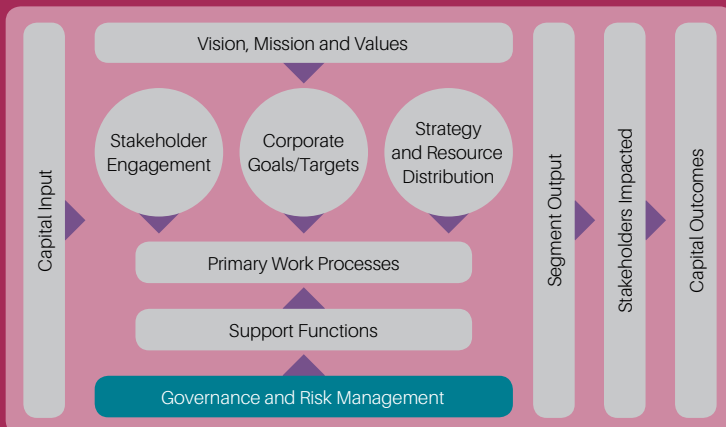 Capital Input
Vision, Mission and Values
Stakeholder
Engagement
Corporate
Goals/Targets
Strategy
and Resource
Distribution
Primary Work Processes
Support Functions
Governance and Risk Management
Segment Output
Stakeholders Impacted
Capital Outcomes